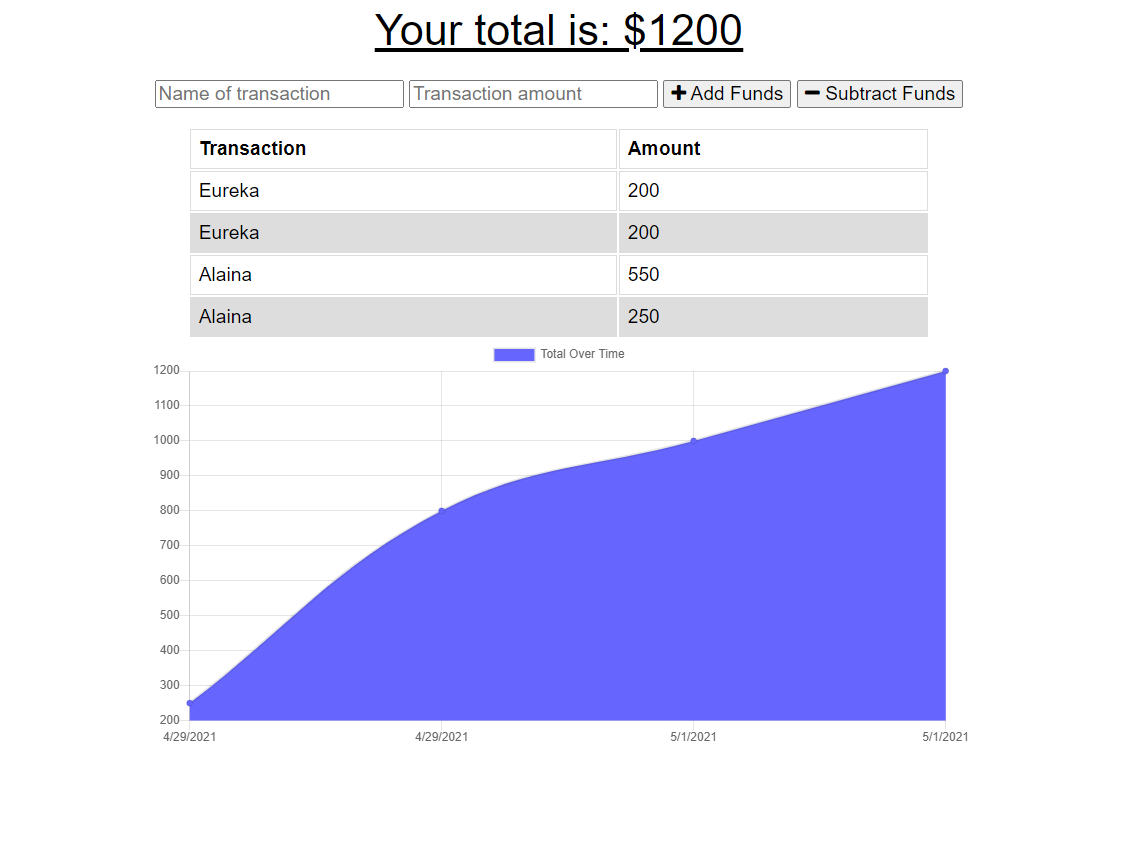 Your total is: $1200
Name of transaction Transaction amount Add Funds Subtract Funds
Transaction Amount
Eureka 200
Eureka 200
Alaina 550
Alaina 250
Total Over Time
1200
1100
1000
900
800
700
600
500
400
300
200
4/29/2021 4/29/2021 5/1/2021 5/1/2021